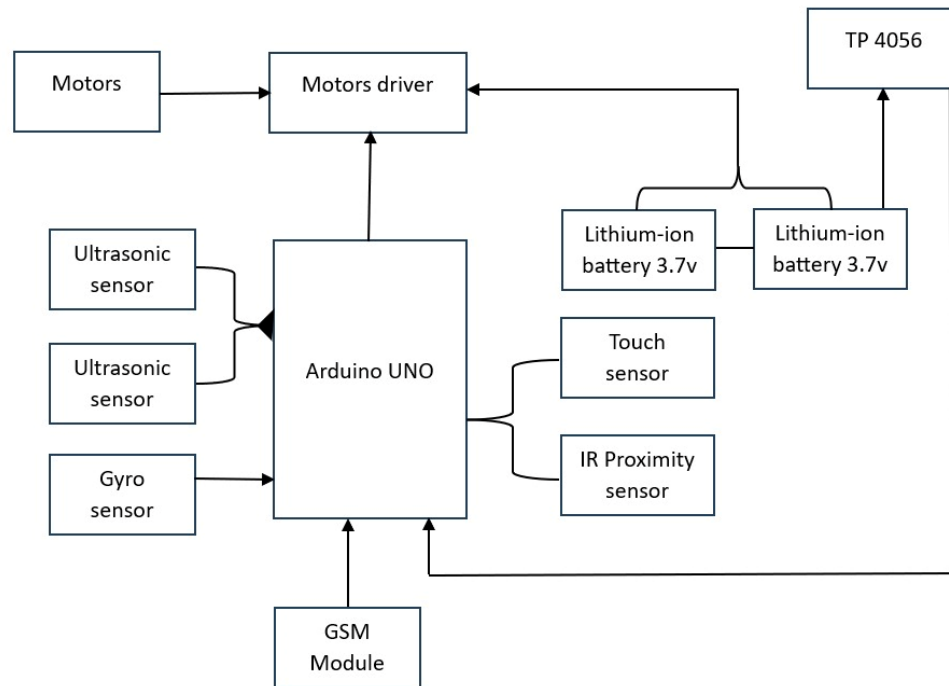 TP 4056
Motors
Motors driver
Ultrasonic
sensor
Lithium-ion
battery 3.7v
Lithium-ion
battery 3.7v
Ultrasonic
sensor
Arduino UNO
Touch
sensor
Gyro
sensor
IR Proximity
sensor
GSM
Module